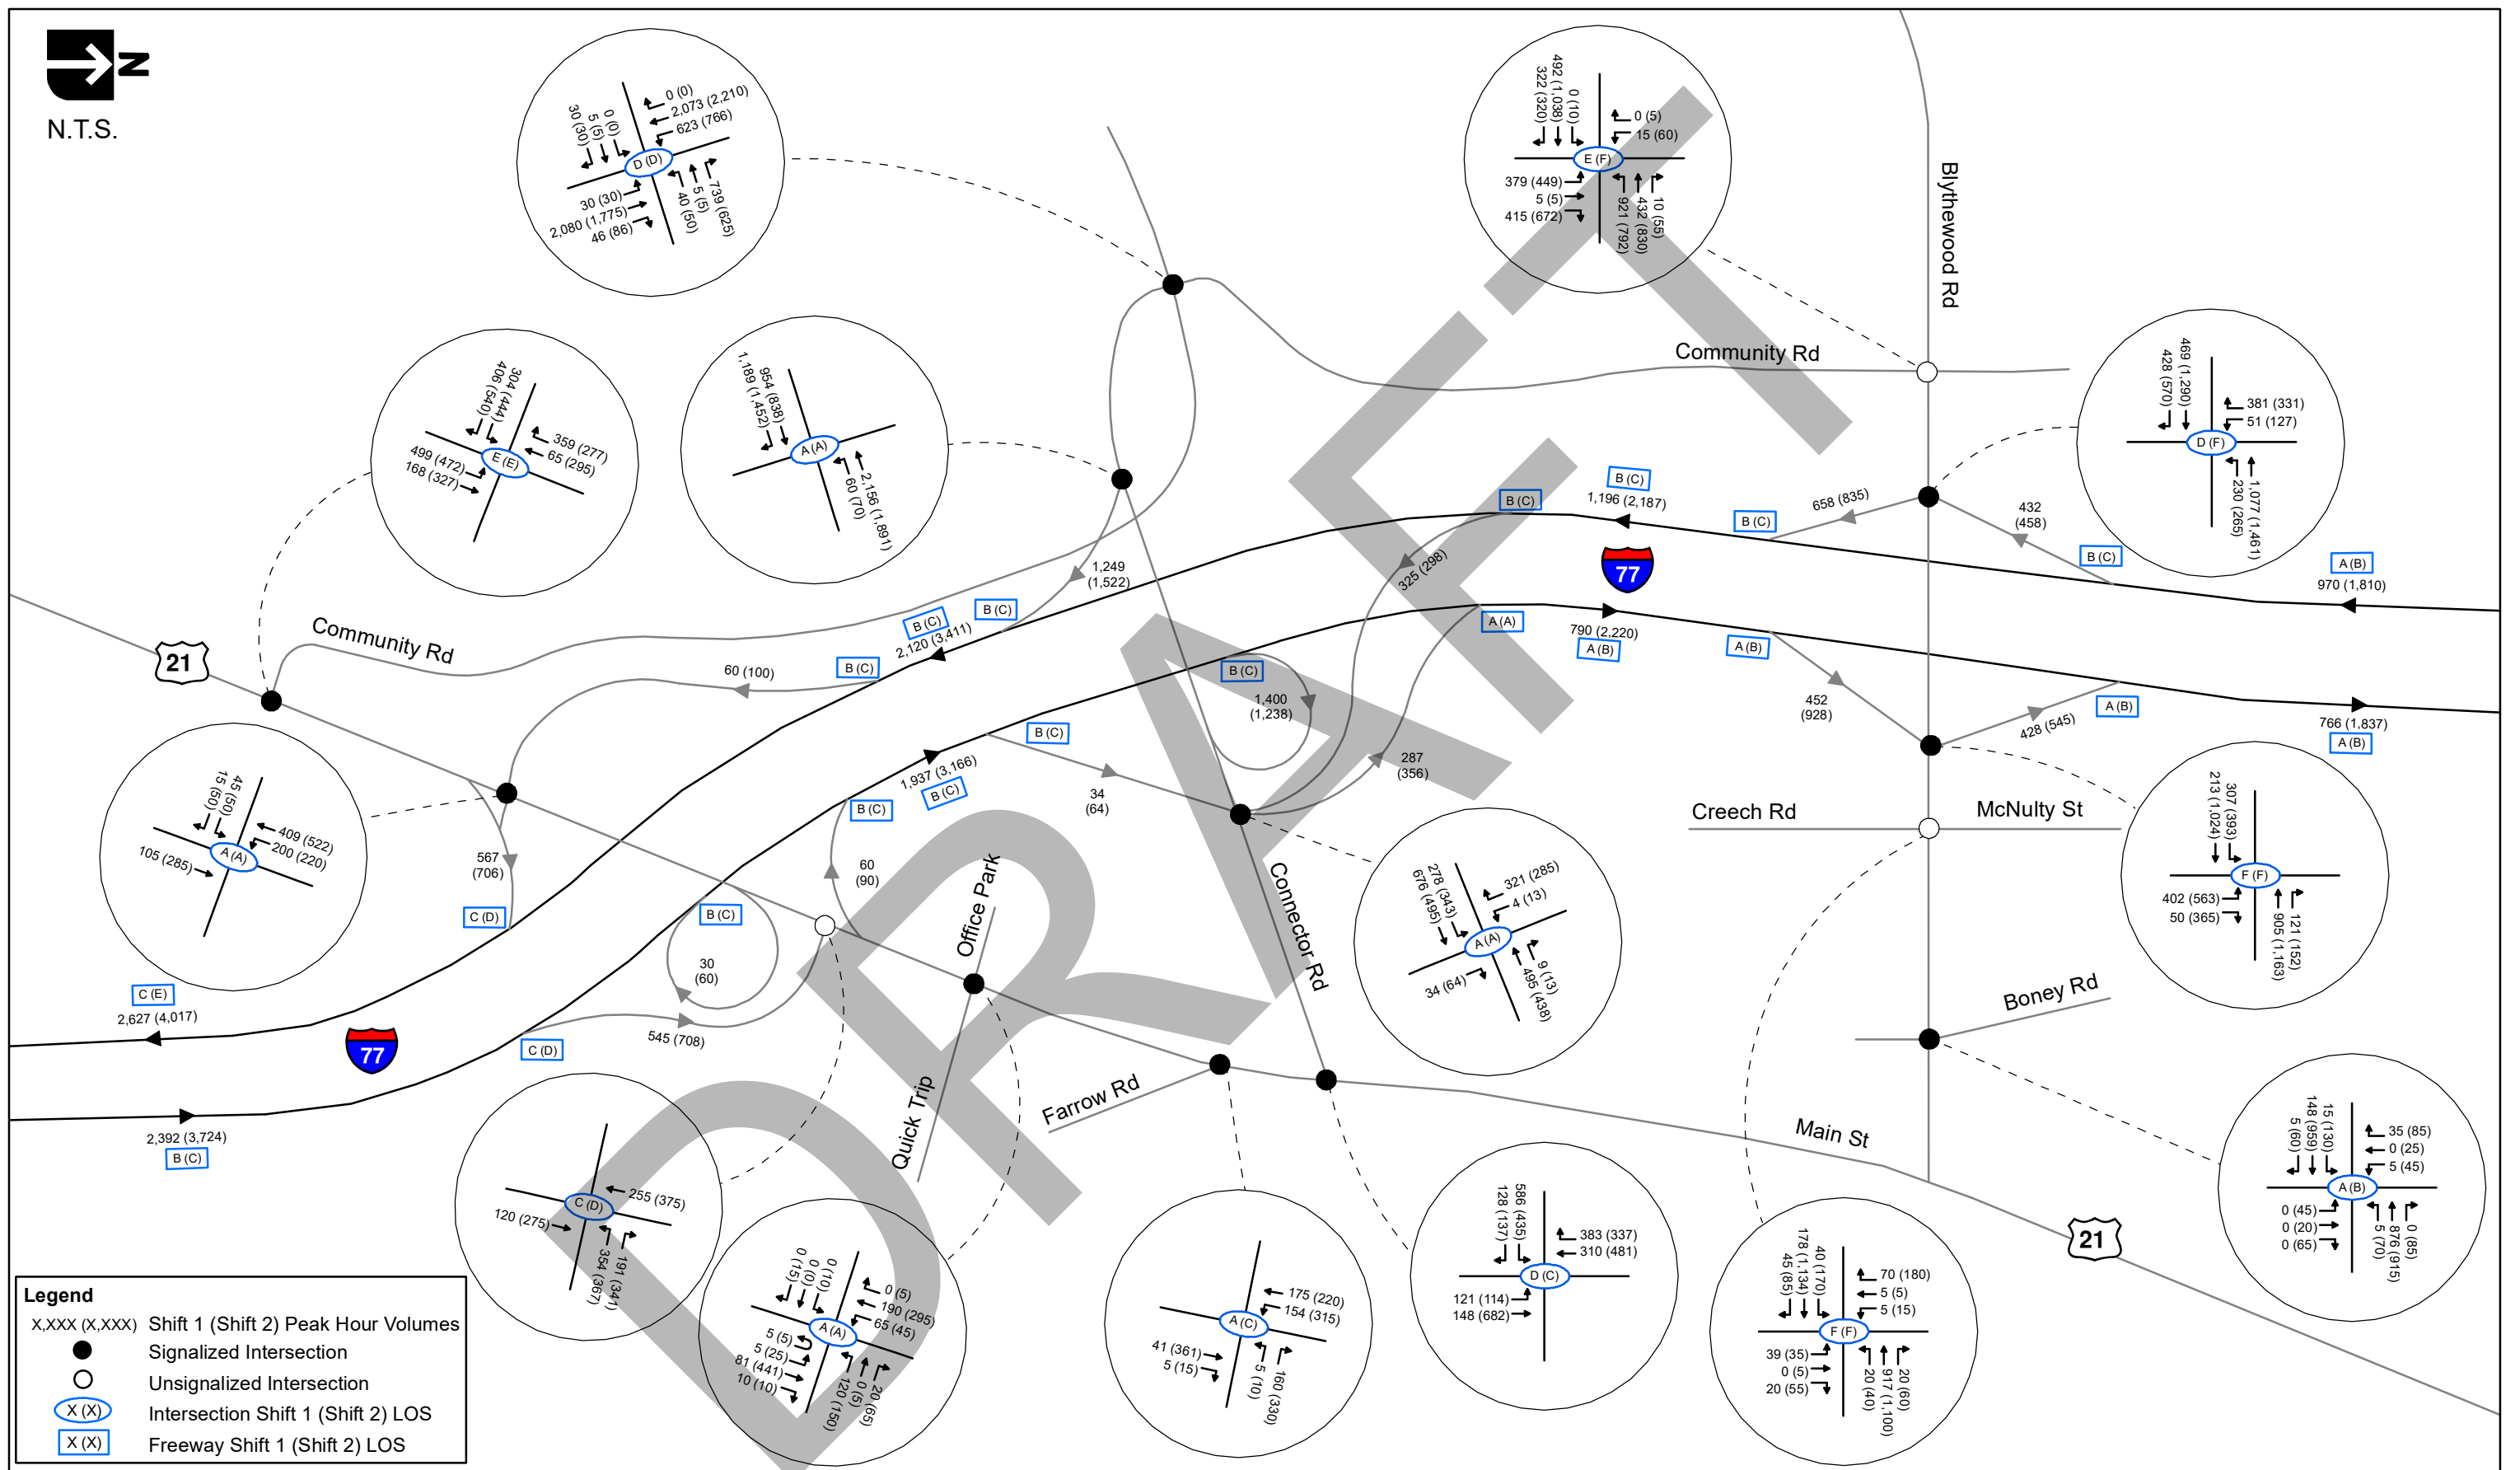 N
N.T.S.
0 (0)
2,073 (2,210)
623 (766)
0 (0)
5 (5)
30 (30)
D (D)
30 (30)
2,080 (1,775)
46 (86)
739 (625)
5 (5)
40 (50)
0 (10)
492 (1,038)
322 (320)
0 (5)
15 (60)
E (F)
379 (449)
5 (5)
415 (672)
10 (55)
432 (830)
921 (792)
Blythewood Rd
304 (444)
406 (540)
359 (277)
65 (295)
E (E)
499 (472)
168 (327)
954 (838)
1,189 (1,452)
A (A)
2,156 (1,891)
60 (70)
Community Rd
469 (1,290)
428 (570)
381 (331)
51 (127)
D (F)
1,077 (1,461)
230 (265)
B (C)
1,196 (2,187)
B (C)
658 (835)
B (C)
432
(458)
B (C)
A (B)
970 (1,810)
77
325 (298)
1,249
(1,522)
B (C)
B (C)
2,120 (3,411)
B (C)
60 (100)
21
Community Rd
A (A)
790 (2,220)
A (B)
A (B)
452
(928)
428 (545)
A (B)
766 (1,837)
A (B)
B (C)
1,400
(1,238)
287
(356)
B (C)
34
(64)
1,937 (3,166)
B (C)
B (C)
60
(90)
45 (50)
15 (50)
409 (522)
200 (220)
A (A)
105 (285)
567
(706)
C (D)
B (C)
30
(60)
545 (708)
C (D)
C (E)
2,627 (4,017)
77
2,392 (3,724)
B (C)
Office Park
Quick Trip
Farrow Rd
Connector Rd
Main St
Creech Rd
McNulty St
Boney Rd
21
278 (343)
676 (495)
321 (285)
4 (13)
A (A)
34 (64)
9 (13)
495 (438)
307 (393)
213 (1,024)
F (F)
402 (563)
50 (365)
121 (152)
905 (1,163)
15 (130)
148 (959)
5 (60)
35 (85)
0 (25)
5 (45)
A (B)
0 (45)
0 (20)
0 (65)
0 (85)
876 (915)
5 (70)
255 (375)
C (D)
120 (275)
191 (341)
354 (367)
0 (10)
0 (0)
0 (15)
0 (5)
190 (295)
65 (45)
A (A)
5 (5)
5 (25)
81 (441)
10 (10)
20 (65)
0 (5)
120 (150)
175 (220)
154 (315)
A (C)
41 (361)
5 (15)
160 (330)
5 (10)
586 (435)
128 (137)
383 (337)
310 (481)
D (C)
121 (114)
148 (682)
40 (170)
178 (1,134)
45 (85)
70 (180)
5 (5)
5 (15)
F (F)
39 (35)
0 (5)
20 (55)
20 (60)
917 (1,100)
20 (40)
DRAFT
Legend
X,XXX (X,XXX) Shift 1 (Shift 2) Peak Hour Volumes
Signalized Intersection
Unsignalized Intersection
X (X) Intersection Shift 1 (Shift 2) LOS
X (X) Freeway Shift 1 (Shift 2) LOS